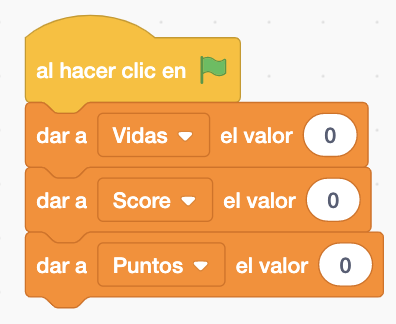 al hacer clic en
dar a Vidas el valor 0
dar a Score el valor 0
dar a Puntos el valor 0